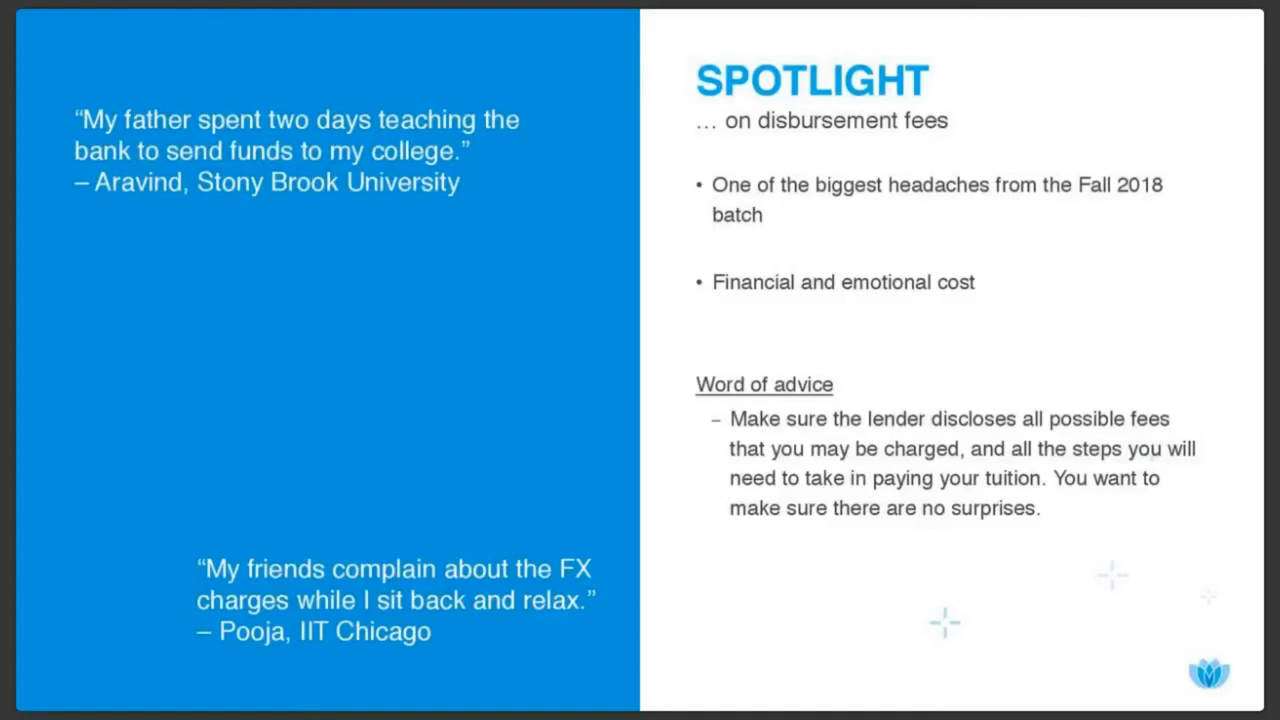 “My father spent two days teaching the
bank to send funds to my college.”
– Aravind, Stony Brook University
“My friends complain about the FX
charges while I sit back and relax.”
– Pooja, IIT Chicago
SPOTLIGHT
… on disbursement fees
• One of the biggest headaches from the Fall 2018
batch
• Financial and emotional cost
Word of advice
– Make sure the lender discloses all possible fees
that you may be charged, and all the steps you will
need to take in paying your tuition. You want to
make sure there are no surprises.